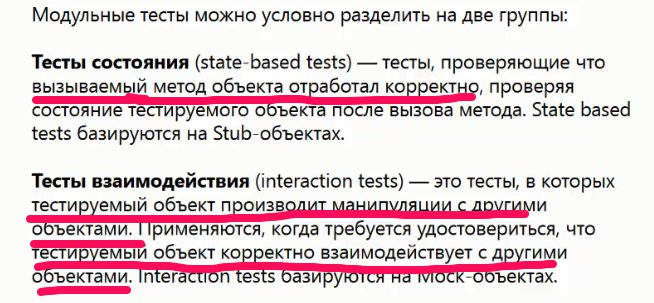 Модульные тесты можно условно разделить на две группы:
Тесты состояния (state-based tests) — тесты, проверяющие что
вызываемый метод объекта отработал корректно, проверяя
состояние тестируемого объекта после вызова метода. State based
tests базируются на Stub-объектах.
Тесты взаимодействия (interaction tests) — это тесты, в которых
тестируемый объект производит манипуляции с другими
объектами. Применяются, когда требуется удостовериться, что
тестируемый объект корректно взаимодействует с другими
объектами. Interaction tests базируются на Mock-объектах.